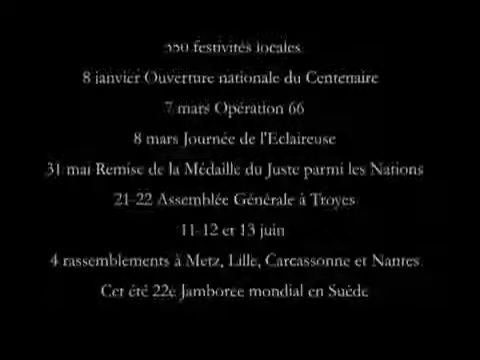 350 festivités locales
8 janvier Ouverture nationale du Centenaire
7 mars Opération 66
8 mars Journée de l'Eclaireuse
31 mai Remise de la Médaille du Juste parmi les Nations
21-22 Assemblée Générale à Troyes
11-12 et 13 juin
4 rassemblements à Metz, Lille, Carcassonne et Nantes
Cet été 22e Jamboree mondial en Suède